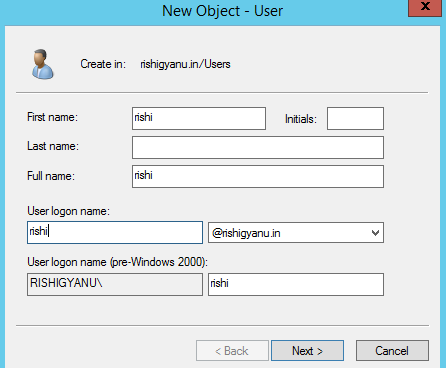 New Object - User
x
Create in: rishigyanu.in/Users
First name: rishi Initials:
Last name:
Full name: rishi
User logon name:
rishi @rishigyanu.in
User logon name (pre-Windows 2000):
RISHIGYANU\ rishi
< Back Next > Cancel